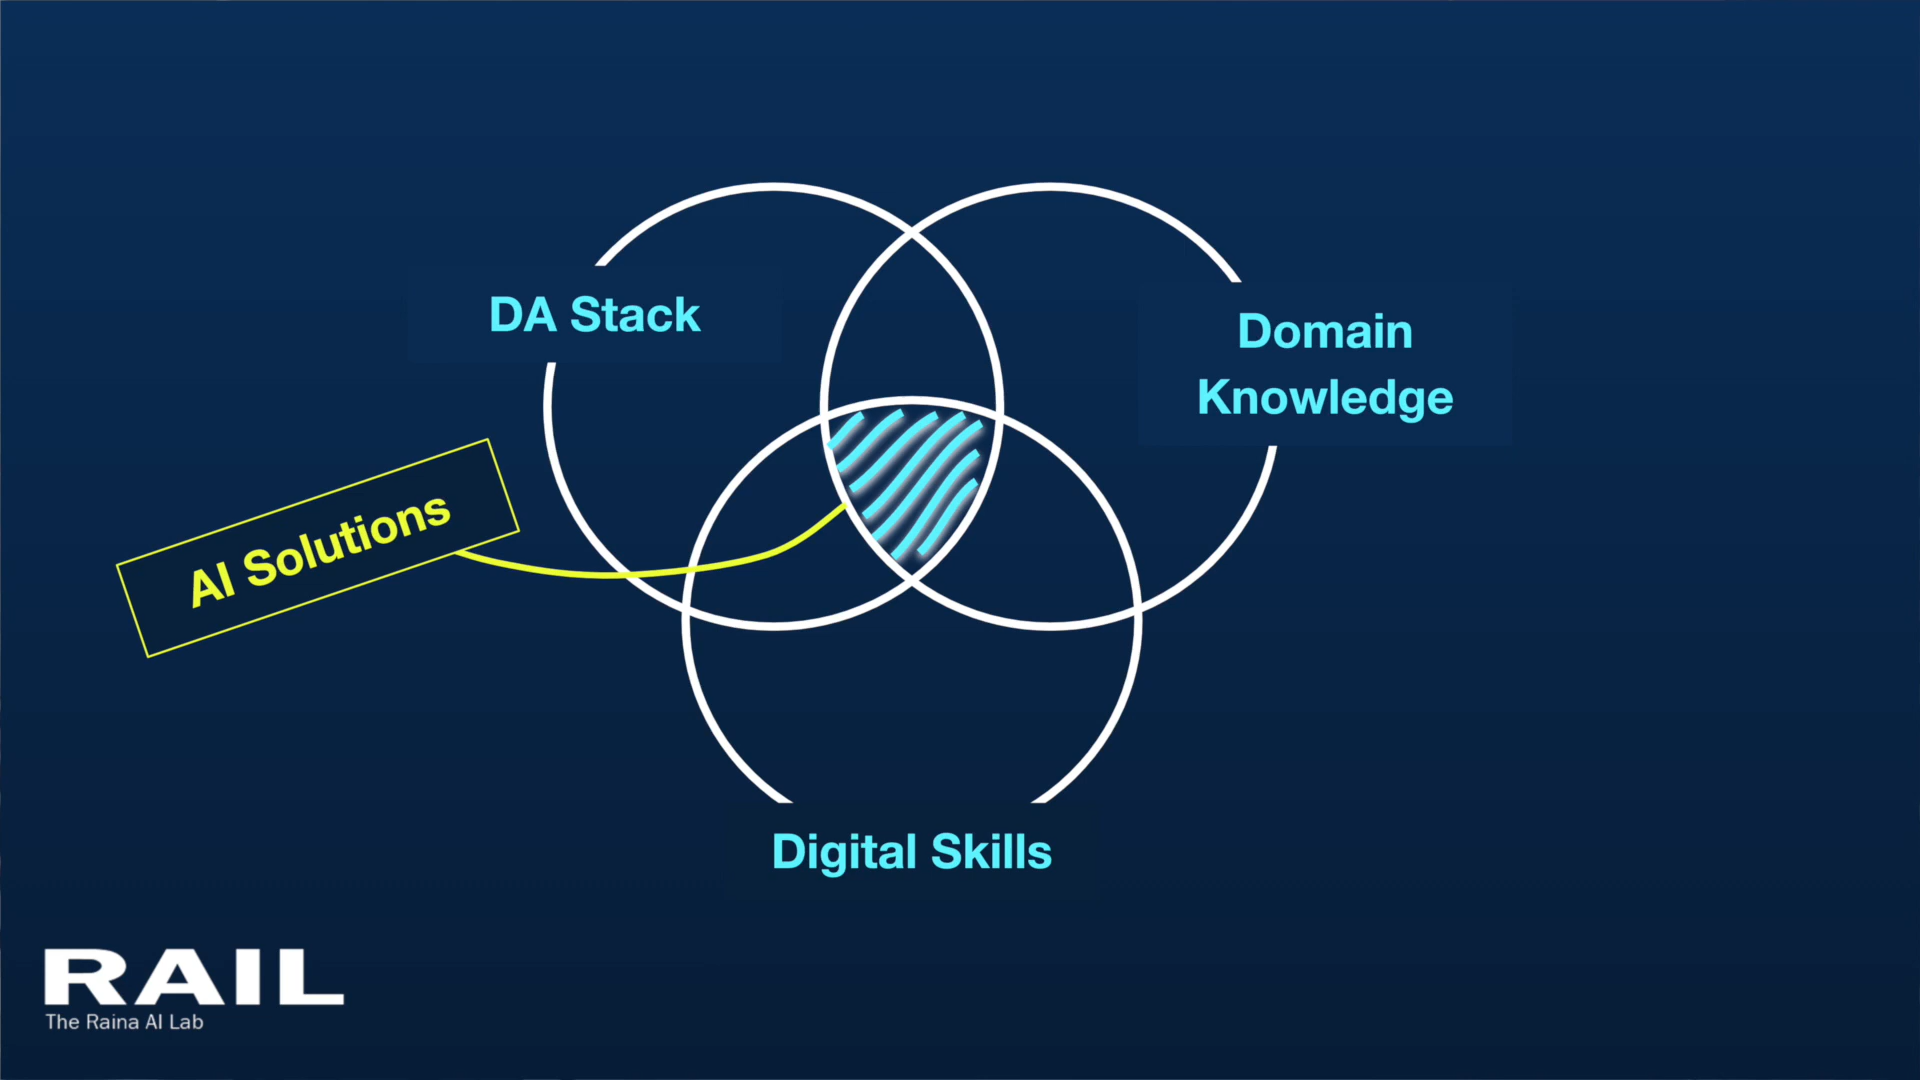 DA Stack
Domain
Knowledge
AI Solutions
Digital Skills
RAIL
The Raina AI Lab